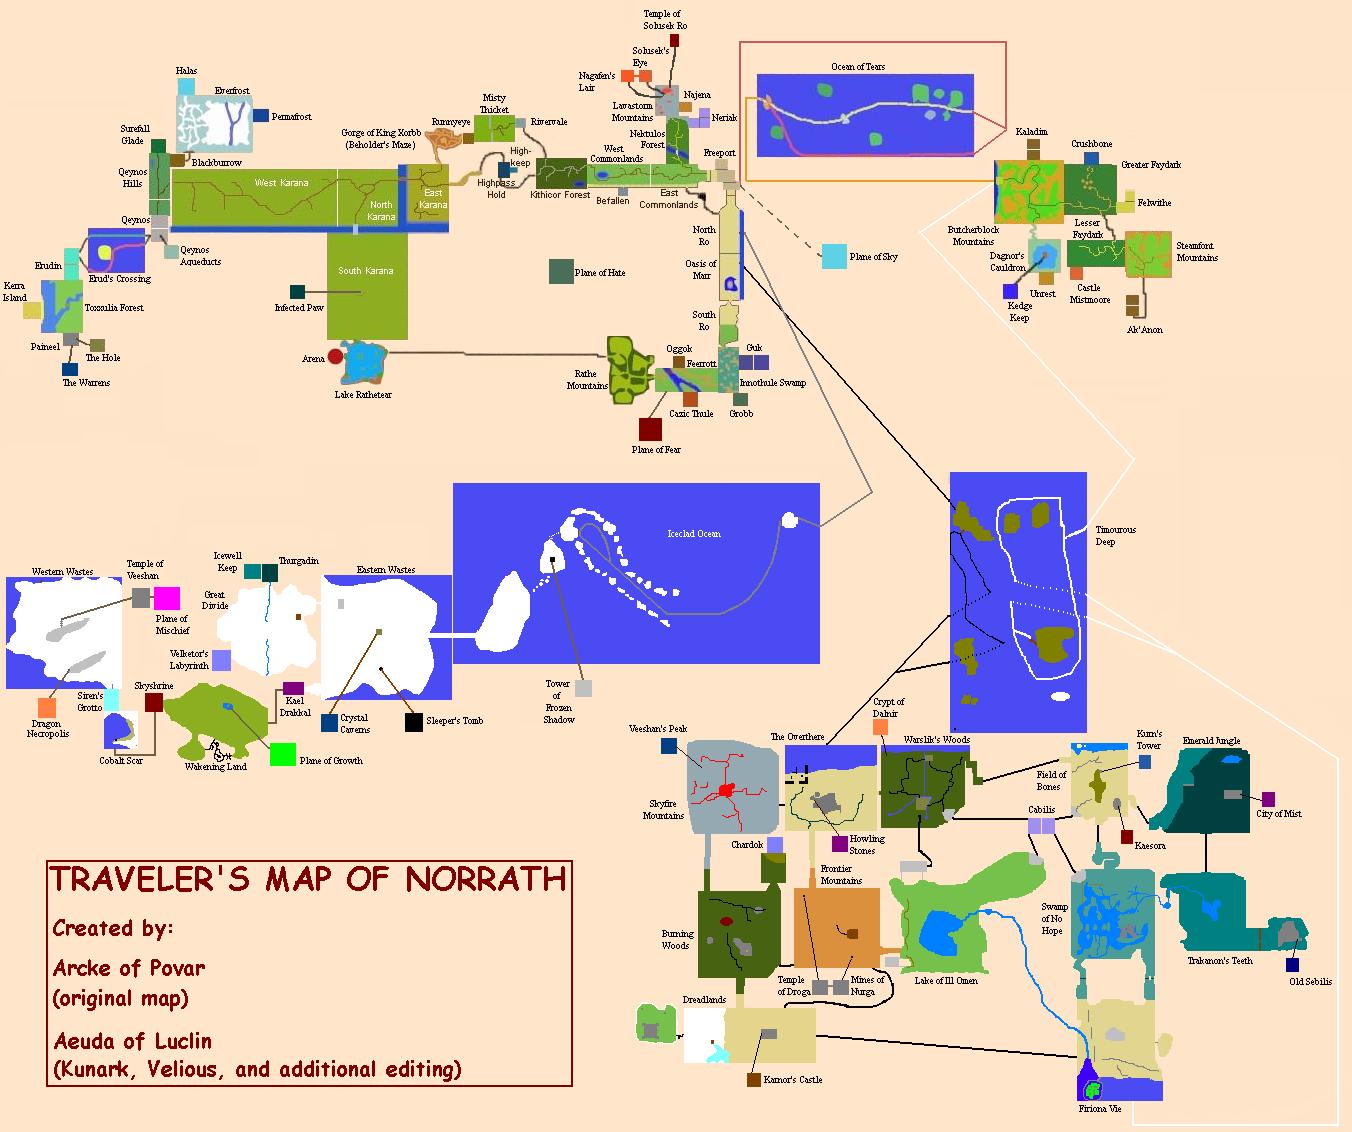 Temple of
Solusek Ro
Solusek's
Eye
Nagafen's
Lair
Lavastorm
Mountains
Najena
Neriak
Nektulos
Forest
Ocean of Tears
Halas
Everfrost
Permafrost
Surefall
Glade
Blackburrow
Qeynos
Hills
Qeynos
Qeynos
Aqueducts
Misty
Thicket
Runnyeye
Rivervale
Gorge of King Xorbb
(Beholder's Maze)
High-
keep
Highpass
Hold
West Karana
North
Karana
East
Karana
South Karana
Kithicor Forest
West
Commonlands
Befallen
East
Commonlands
Freeport
North
Ro
Oasis of
Marr
South
Ro
Plane of Sky
Plane of Hate
Kaladim
Crushbone
Greater Faydark
Felwithe
Butcherblock
Mountains
Lesser
Faydark
Steamfont
Mountains
Dagnor's
Cauldron
Unrest
Castle
Mistmoore
Kedge
Keep
Ak'Anon
Erudin
Erud's Crossing
Kerra
Island
Toxxulia Forest
Paineel
The Hole
The Warrens
Infected Paw
Arena
Lake Rathetear
Rathe
Mountains
Oggok
Feerrott
Guk
Innothule Swamp
Cazic Thule
Grobb
Plane of Fear
Iceclad Ocean
Timourous
Deep
Western Wastes
Temple of
Veeshan
Plane of
Mischief
Icewell
Keep
Thurgadin
Great
Divide
Eastern Wastes
Velketor's
Labyrinth
Siren's
Grotto
Skyshrine
Dragon
Necropolis
Cobalt Scar
Kael
Drakkal
Wakening Land
Plane of Growth
Crystal
Caverns
Sleeper's Tomb
Tower
of
Frozen
Shadow
Veeshan's Peak
The Overthere
Crypt of
Dalnir
Warslik's Woods
Kurn's
Tower
Emerald Jungle
Field of
Bones
Skyfire
Mountains
Cabilis
City of Mist
Chardok
Howling
Stones
Kaesora
Frontier
Mountains
Burning
Woods
Swamp
of No
Hope
Temple
of Droga
Mines of
Nurga
Lake of Ill Omen
Trakanon's Teeth
Old Sebilis
Dreadlands
Karnor's Castle
Firiona Vie
TRAVELER'S MAP OF NORRATH
Created by:
Arcke of Povar
(original map)
Aeuda of Luclin
(Kunark, Velious, and additional editing)